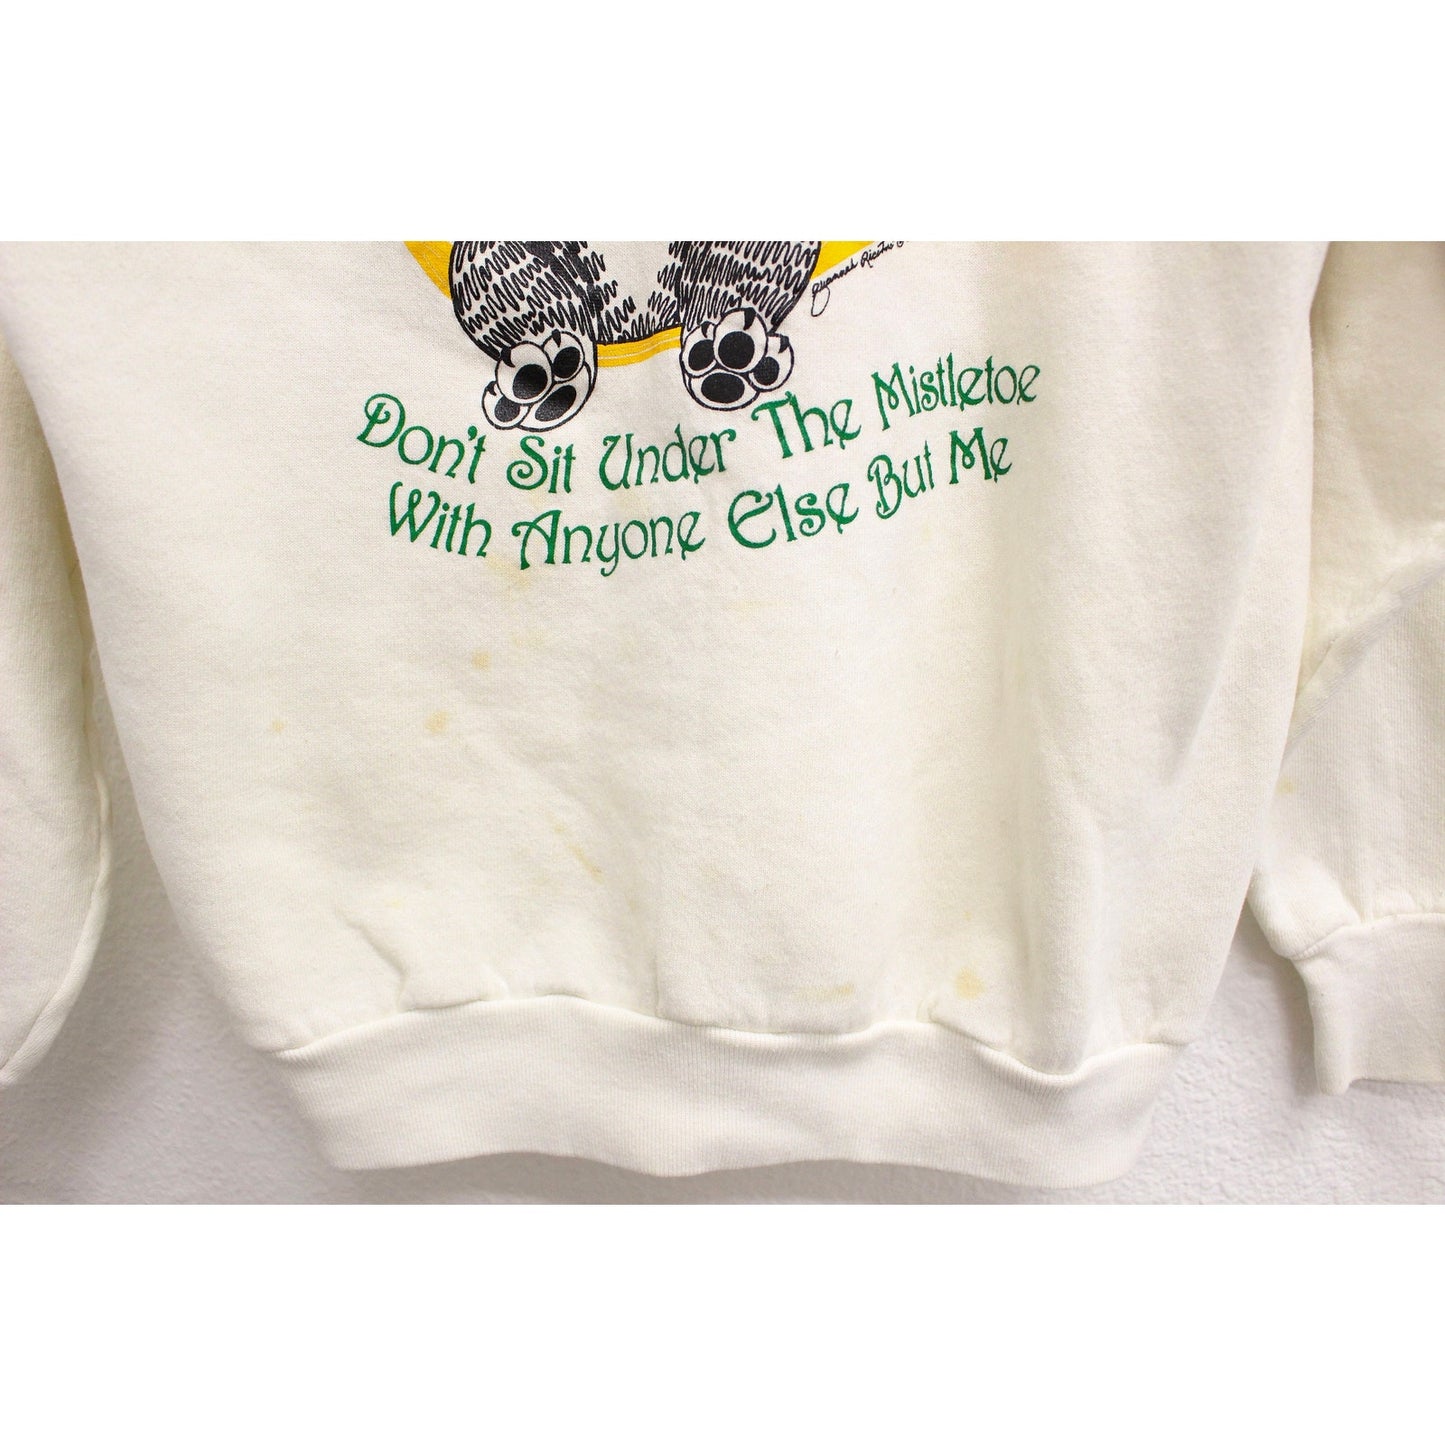 Don't Sit Under The Mistletoe
With Anyone Else But Me